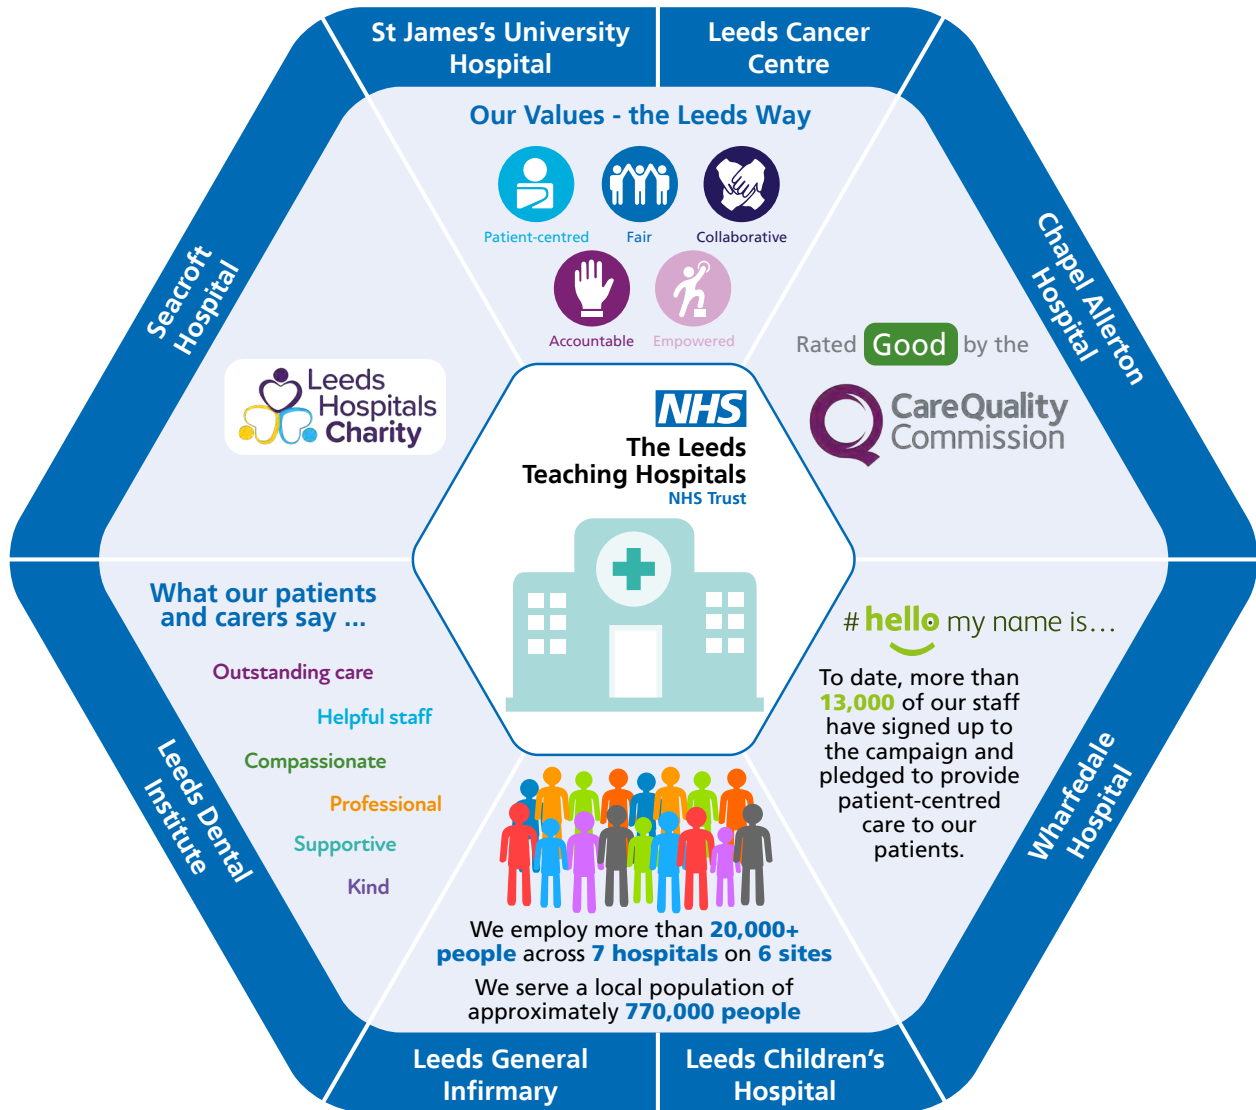 St James's University
Hospital
Leeds Cancer
Centre
Our Values - the Leeds Way
Patient-centred
Fair
Collaborative
Accountable
Empowered
Seacroft
Hospital
Chapel Allerton
Hospital
Leeds
Hospitals
Charity
Rated Good by the
CareQuality
Commission
NHS
The Leeds
Teaching Hospitals
NHS Trust
What our patients
and carers say ...
Outstanding care
Helpful staff
Compassionate
Professional
Supportive
Kind
# hello my name is...
To date, more than
13,000 of our staff
have signed up to
the campaign and
pledged to provide
patient-centred
care to our
patients.
Leeds Dental
Institute
Wharfedale
Hospital
We employ more than 20,000+
people across 7 hospitals on 6 sites
We serve a local population of
approximately 770,000 people
Leeds General
Infirmary
Leeds Children's
Hospital